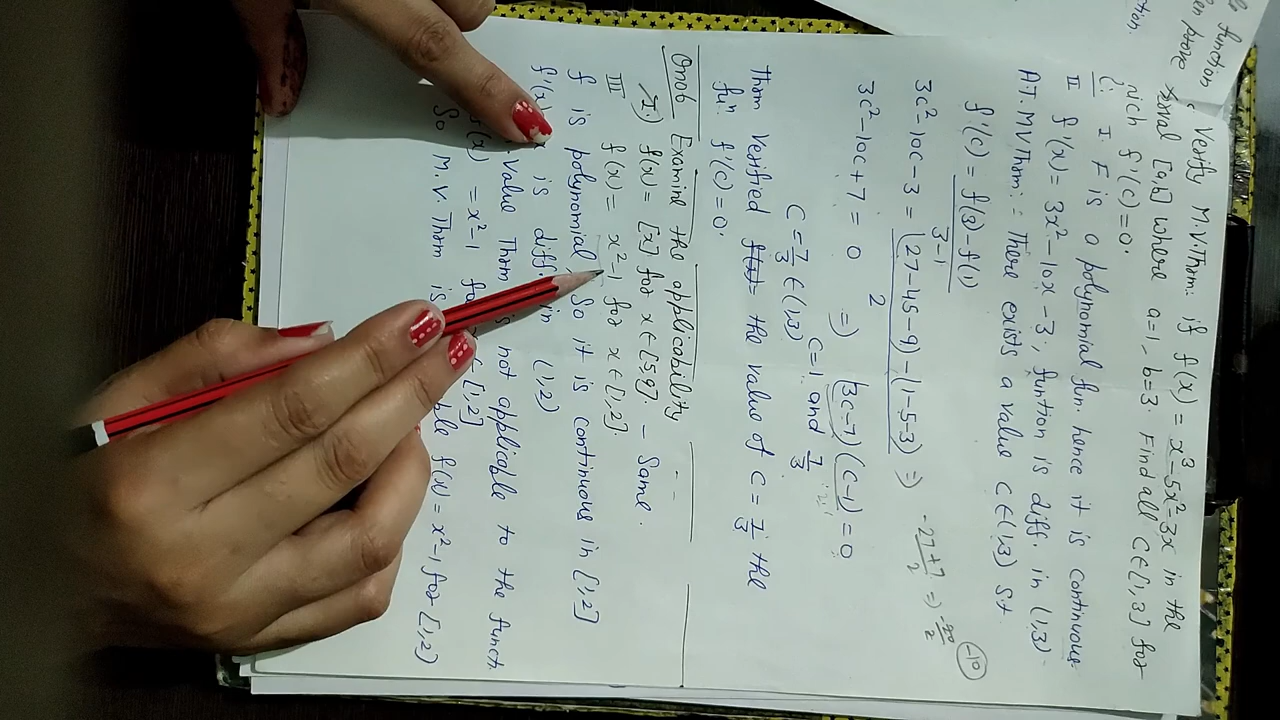 function
en prove
tion.
Verify M.V Thm: if f(x) = x³-5x²-3x in the
[a,b] where a=1, b=3. Find all C∈[1,3] for
f'(c)=0.
I. F is a polynomial fun. hence it is continuous
II f'(x) = 3x²-10x-3, funtion is diff. in (1,3)
AT. MV Thm: There exists a value C∈(1,3) St
f'(c) = f(3)-f(1)
3-1
3c²-10c-3 = (27-45-9)-(1-5-3) =)
2
-27+7 =) -20
2 2
-10
3c²-10c+7 = 0 =) (3c-7)(c-1)=0
C=1 and 7/3
C=7/3 ∈(1,3)
Thm Verified the value of C = 7/3 the
fun f'(c)=0.
Examine the applicability
I.) f(x) = [x] for x∈[5,9]. - Same.
III f(x) = x²-1 for x∈[1,2].
f is polynomial, So it is continuous in [1,2]
f'(x) is diff. in (1,2)
Value Thm is not applicable to the funct
(x) = x²-1 [1,2]
So M.V. Thm is f(x) = x²-1 for [1,2)